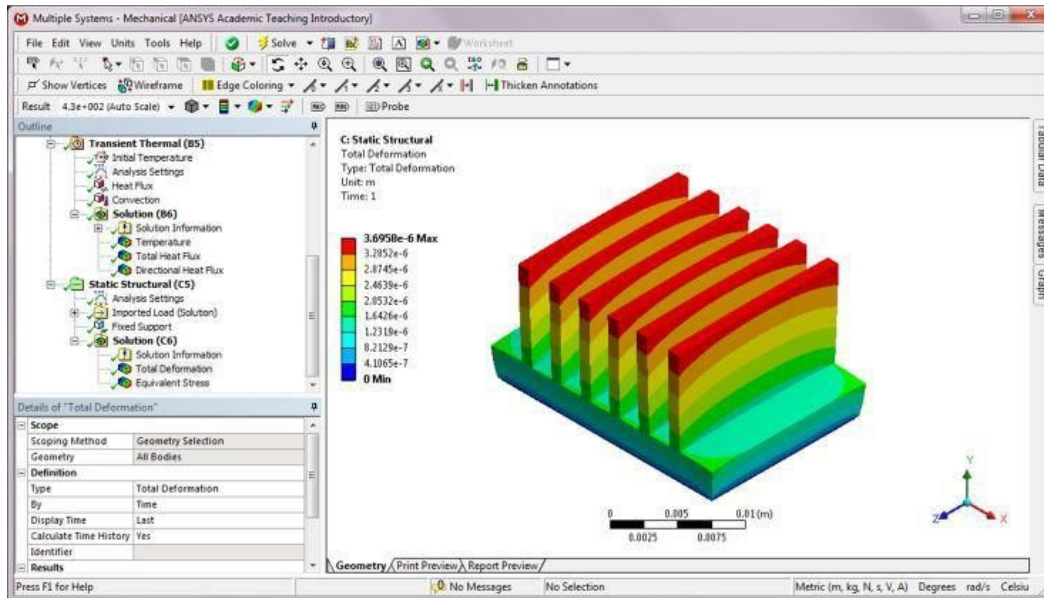 Multiple Systems - Mechanical [ANSYS Academic Teaching Introductory]
File Edit View Units Tools Help Solve Worksheet
Show Vertices Wireframe Edge Coloring Thicken Annotations
Result 4.3e+002 (Auto Scale) Probe
Outline
Transient Thermal (B5)
Initial Temperature
Analysis Settings
Heat Flux
Convection
Solution (B6)
Solution Information
Temperature
Total Heat Flux
Directional Heat Flux
Static Structural (C5)
Analysis Settings
Imported Load (Solution)
Fixed Support
Solution (C6)
Solution Information
Total Deformation
Equivalent Stress
Details of "Total Deformation"
Scope
Scoping Method Geometry Selection
Geometry All Bodies
Definition
Type Total Deformation
By Time
Display Time Last
Calculate Time History Yes
Identifier
Results
C: Static Structural
Total Deformation
Type: Total Deformation
Unit: m
Time: 1
3.6958e-6 Max
3.2852e-6
2.8745e-6
2.4639e-6
2.0532e-6
1.6426e-6
1.2319e-6
8.2129e-7
4.1065e-7
0 Min
0 0.005 0.01 (m)
0.0025 0.0075
Y
Z X
Geometry Print Preview Report Preview
Tabular Data
Messages
Graph
Press F1 for Help No Messages No Selection Metric (m, kg, N, s, V, A) Degrees rad/s Celsiu